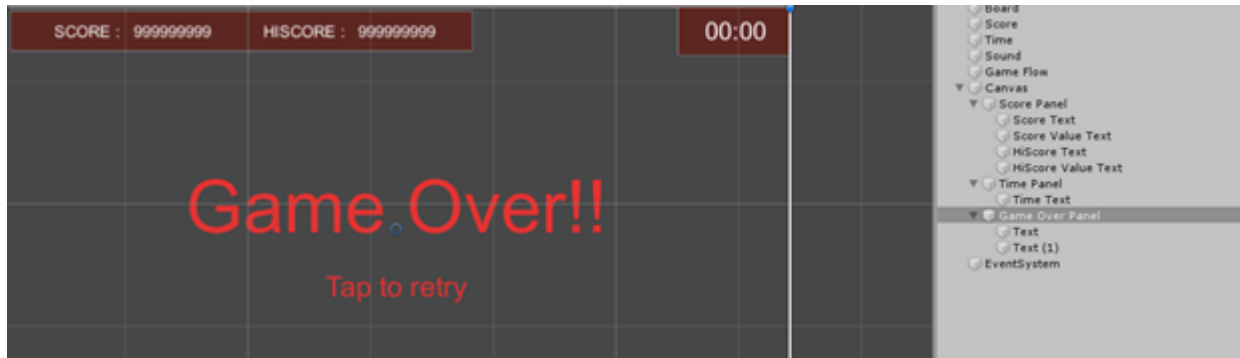 SCORE : 999999999 HISCORE : 999999999 00:00
Game Over!!
Tap to retry
Board
Score
Time
Sound
Game Flow
Canvas
Score Panel
Score Text
Score Value Text
HiScore Text
HiScore Value Text
Time Panel
Time Text
Game Over Panel
Text
Text (1)
EventSystem